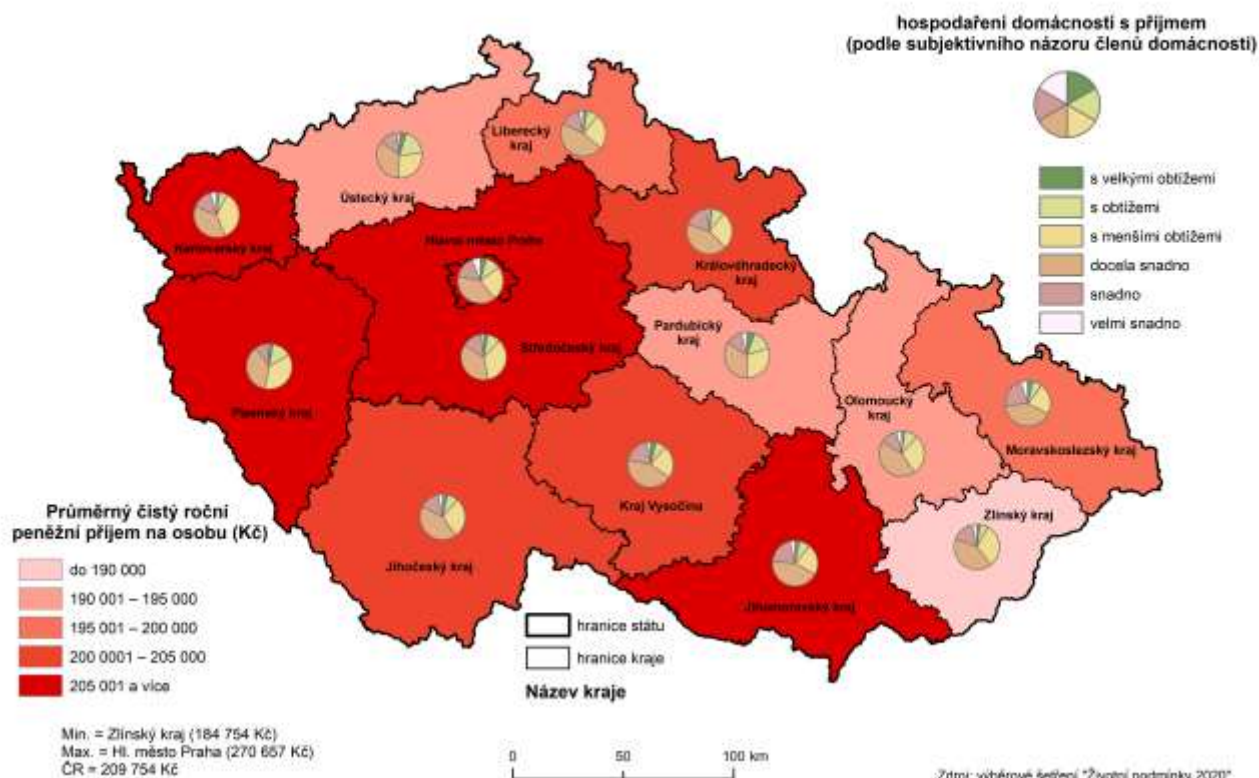 hospodaření domácností s příjmem
(podle subjektivního názoru členů domácností)
s velkými obtížemi
s obtížemi
s menšími obtížemi
docela snadno
snadno
velmi snadno
Liberecký
kraj
Ústecký kraj
Karlovarský kraj
Hlavní město Praha
Královéhradecký
kraj
Pardubický
kraj
Středočeský kraj
Plzeňský kraj
Olomoucký
kraj
Moravskoslezský kraj
Kraj Vysočina
Zlínský kraj
Jihočeský kraj
Jihomoravský kraj
Průměrný čistý roční
peněžní příjem na osobu (Kč)
do 190 000
190 001 – 195 000
195 001 – 200 000
200 0001 – 205 000
205 001 a více
hranice státu
hranice kraje
Název kraje
Min. = Zlínský kraj (184 754 Kč)
Max. = Hl. město Praha (270 657 Kč)
ČR = 209 754 Kč
0 50 100 km
Zdroj: výběrové šetření "Životní podmínky 2020"